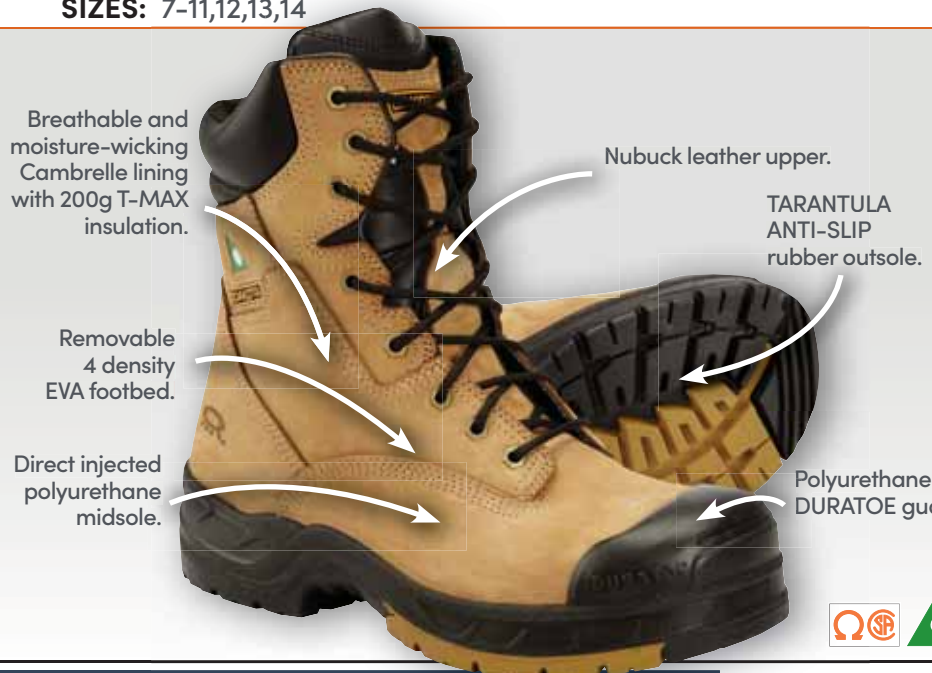 SIZES: 7-11,12,13,14
Breathable and
moisture-wicking
Cambrelle lining
with 200g T-MAX
insulation.
Nubuck leather upper.
TARANTULA
ANTI-SLIP
rubber outsole.
Removable
4 density
EVA footbed.
Direct injected
polyurethane
midsole.
Polyurethane
DURATOE